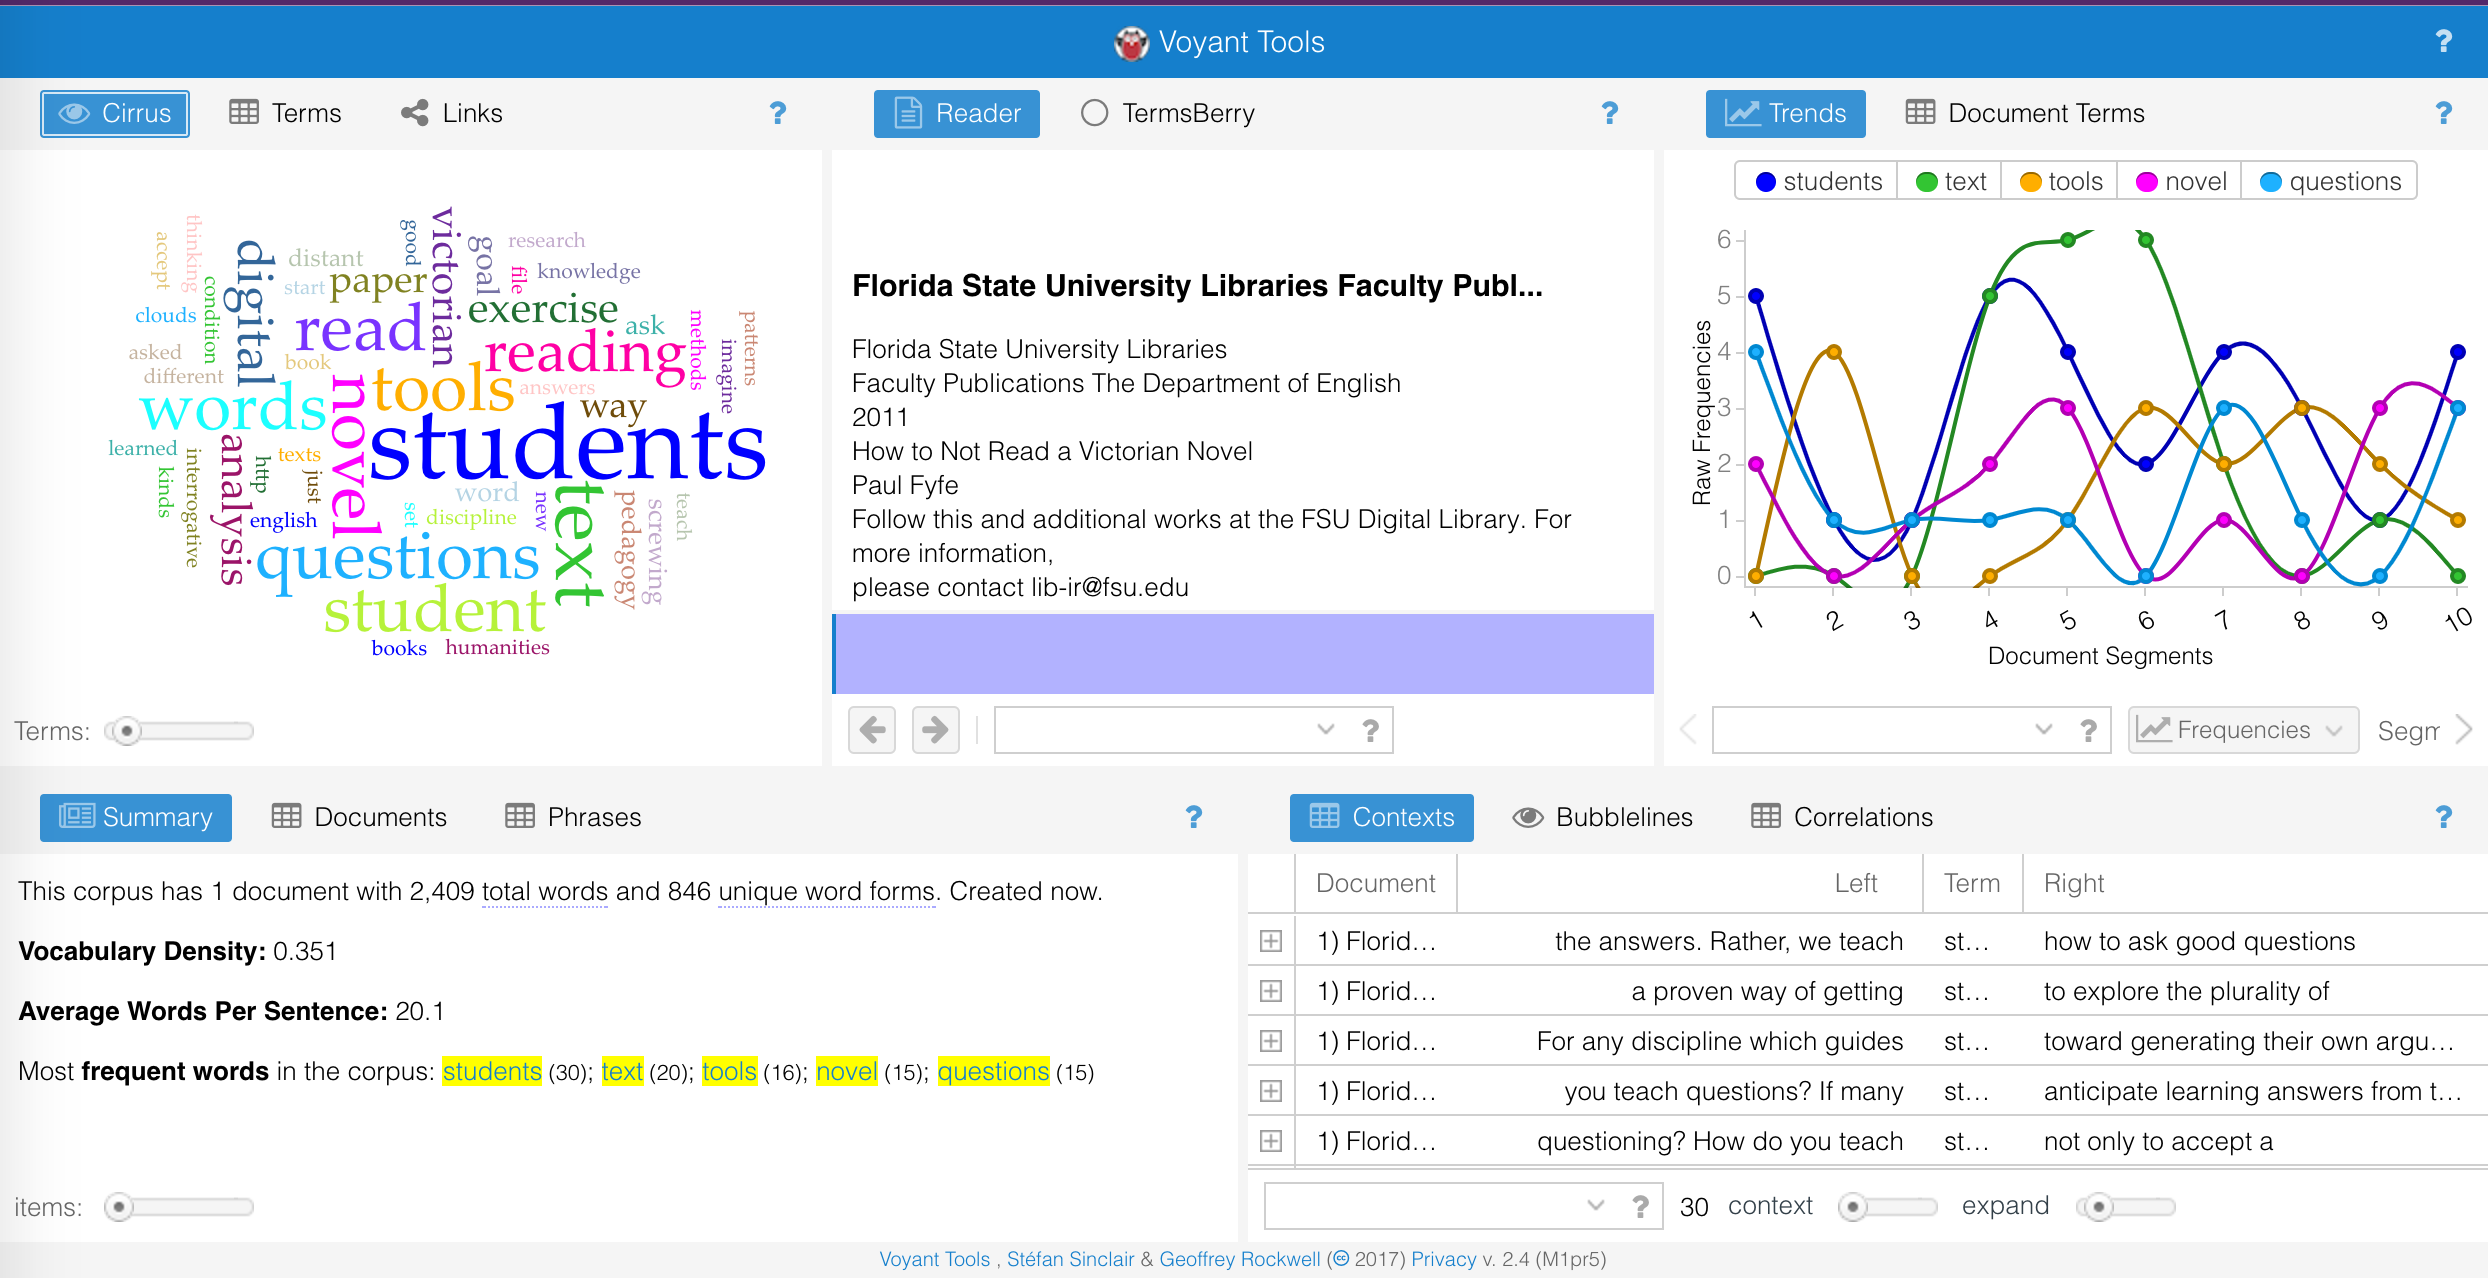 Voyant Tools
?
Cirrus Terms Links ?
thinking
accept
digital
distant
good
victorian
goal
research
file
knowledge
start
paper
condition
clouds
read
exercise
ask
methods
patterns
reading
imagine
asked
different
book
tools
answers
words
novel
way
students
learned
analysis
kinds
interrogative
http
texts
just
word
set
discipline
new
text
pedagogy
screwing
teach
english
questions
student
books
humanities
Terms:
Reader TermsBerry ?
Florida State University Libraries Faculty Publ...
Florida State University Libraries
Faculty Publications The Department of English
2011
How to Not Read a Victorian Novel
Paul Fyfe
Follow this and additional works at the FSU Digital Library. For
more information,
please contact lib-ir@fsu.edu
?
Trends Document Terms ?
students text tools novel questions
Raw Frequencies
6
5
4
3
2
1
0
1 2 3 4 5 6 7 8 9 10
Document Segments
? Frequencies Segm
Summary Documents Phrases ?
This corpus has 1 document with 2,409 total words and 846 unique word forms. Created now.
Vocabulary Density: 0.351
Average Words Per Sentence: 20.1
Most frequent words in the corpus: students (30); text (20); tools (16); novel (15); questions (15)
items:
Contexts Bubblelines Correlations ?
Document Left Term Right
1) Florid... the answers. Rather, we teach st... how to ask good questions
1) Florid... a proven way of getting st... to explore the plurality of
1) Florid... For any discipline which guides st... toward generating their own argu...
1) Florid... you teach questions? If many st... anticipate learning answers from t...
1) Florid... questioning? How do you teach st... not only to accept a
? 30 context expand
Voyant Tools , Stéfan Sinclair & Geoffrey Rockwell (🄯 2017) Privacy v. 2.4 (M1pr5)